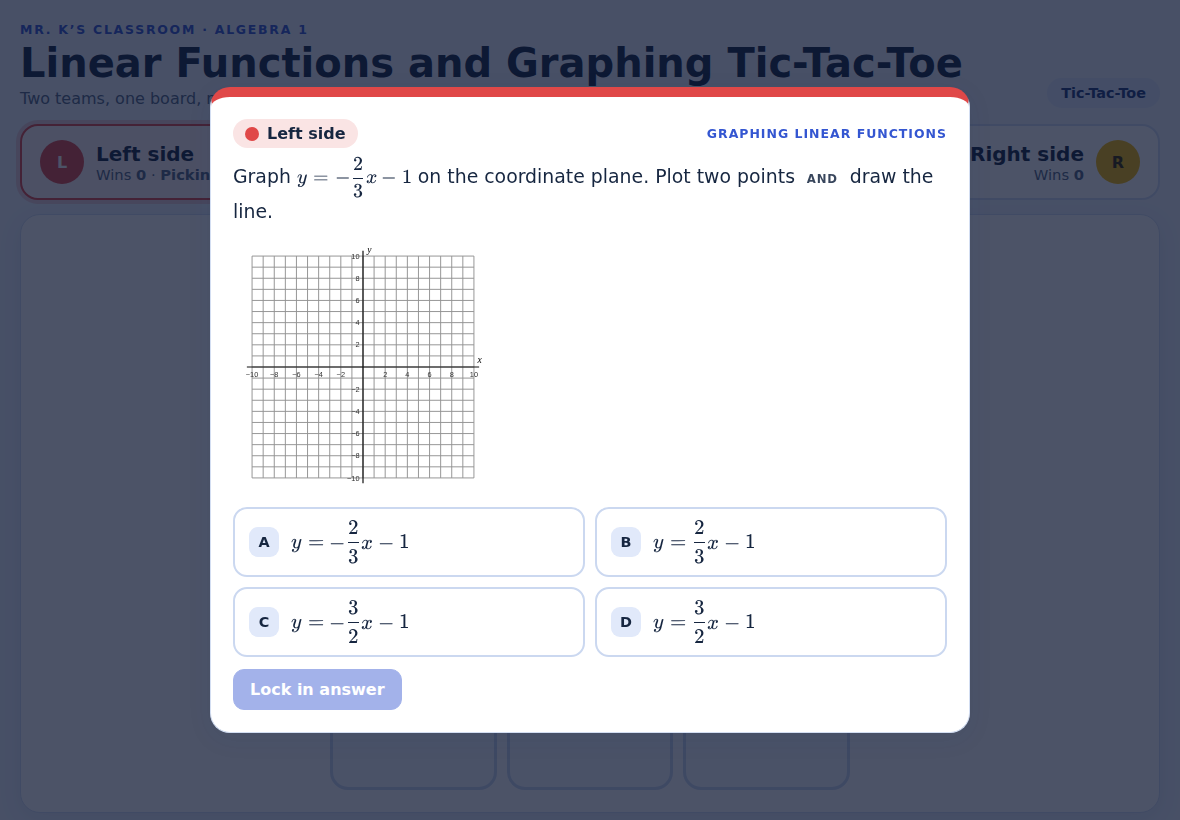 MR. K'S CLASSROOM · ALGEBRA 1
Linear Functions and Graphing Tic-Tac-Toe
Two teams, one board,
Tic-Tac-Toe
L
Left side
Wins 0 · Pickin
Right side
Wins 0
R
Left side
GRAPHING LINEAR FUNCTIONS
Graph y = −2/3x − 1 on the coordinate plane. Plot two points AND draw the
line.
y
10
8
6
4
2
x
−10 −8 −6 −4 −2 2 4 6 8 10
−2
−4
−6
−8
−10
A y = −2/3x − 1
B y = 2/3x − 1
C y = −3/2x − 1
D y = 3/2x − 1
Lock in answer